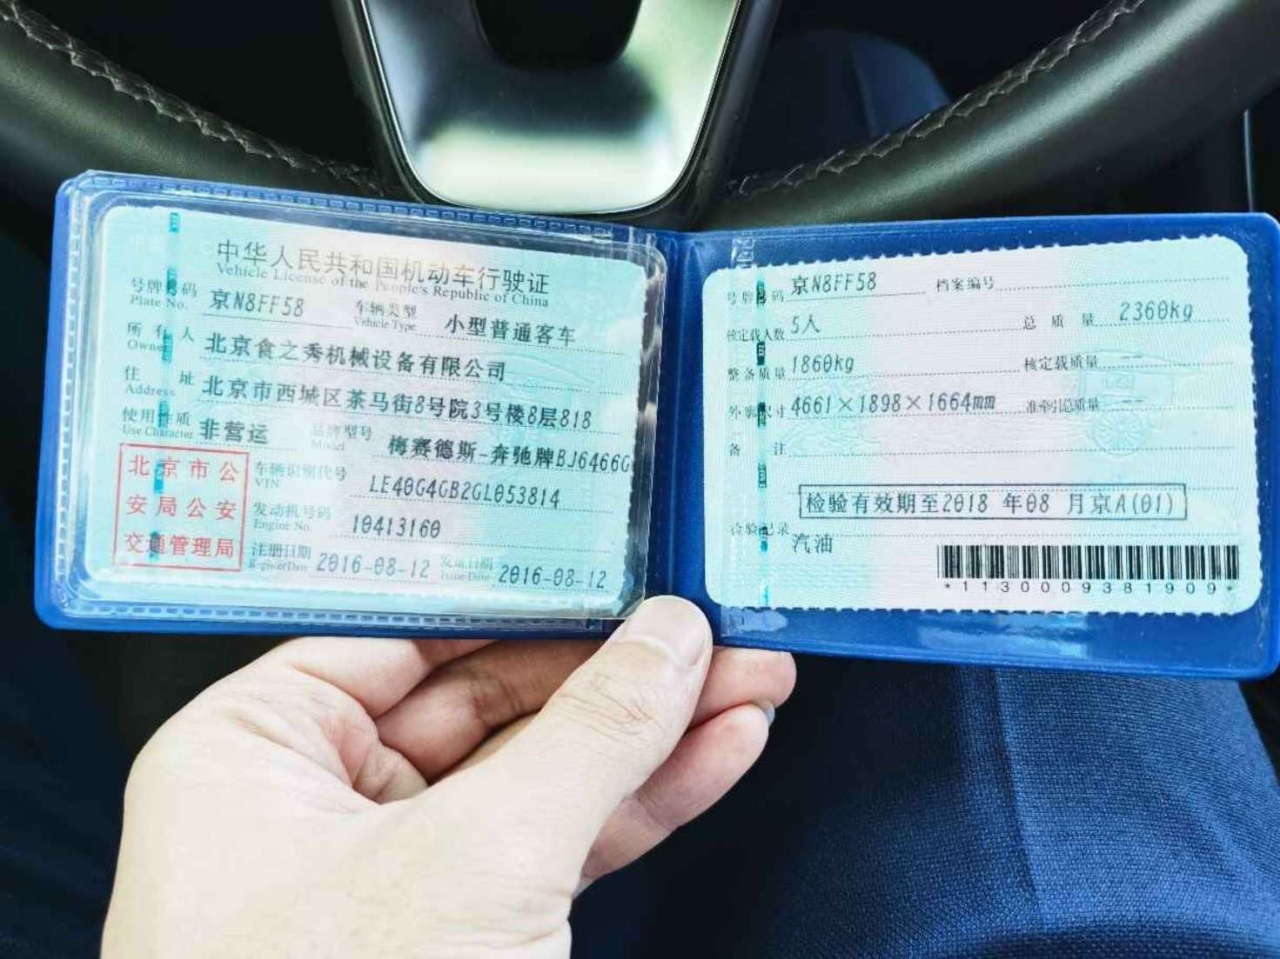 中华人民共和国机动车行驶证
Vehicle License of the People's Republic of China
号牌号码 京N8FF58 车辆类型 小型普通客车
Plate No. Vehicle Type
所有人 北京食之秀机械设备有限公司
Owner
住址 北京市西城区茶马街8号院3号楼8层818
Address
使用性质 非营运 品牌型号 梅赛德斯-奔驰牌BJ6466G
Use Character Model
北京市公
安局公安
交通管理局
车辆识别代号 LE40G4GB2GL053814
VIN
发动机号码 10413160
Engine No.
注册日期 2016-08-12 发证日期 2016-08-12
Register Date Issue Date
号牌号码 京N8FF58 档案编号
核定载人数 5人 总质量 2360kg
整备质量 1860kg 核定载质量 --
外廓尺寸 4661×1898×1664mm 准牵引总质量 --
备注
检验有效期至2018 年08 月京A(01)
检验记录
汽油
*1130009381909*